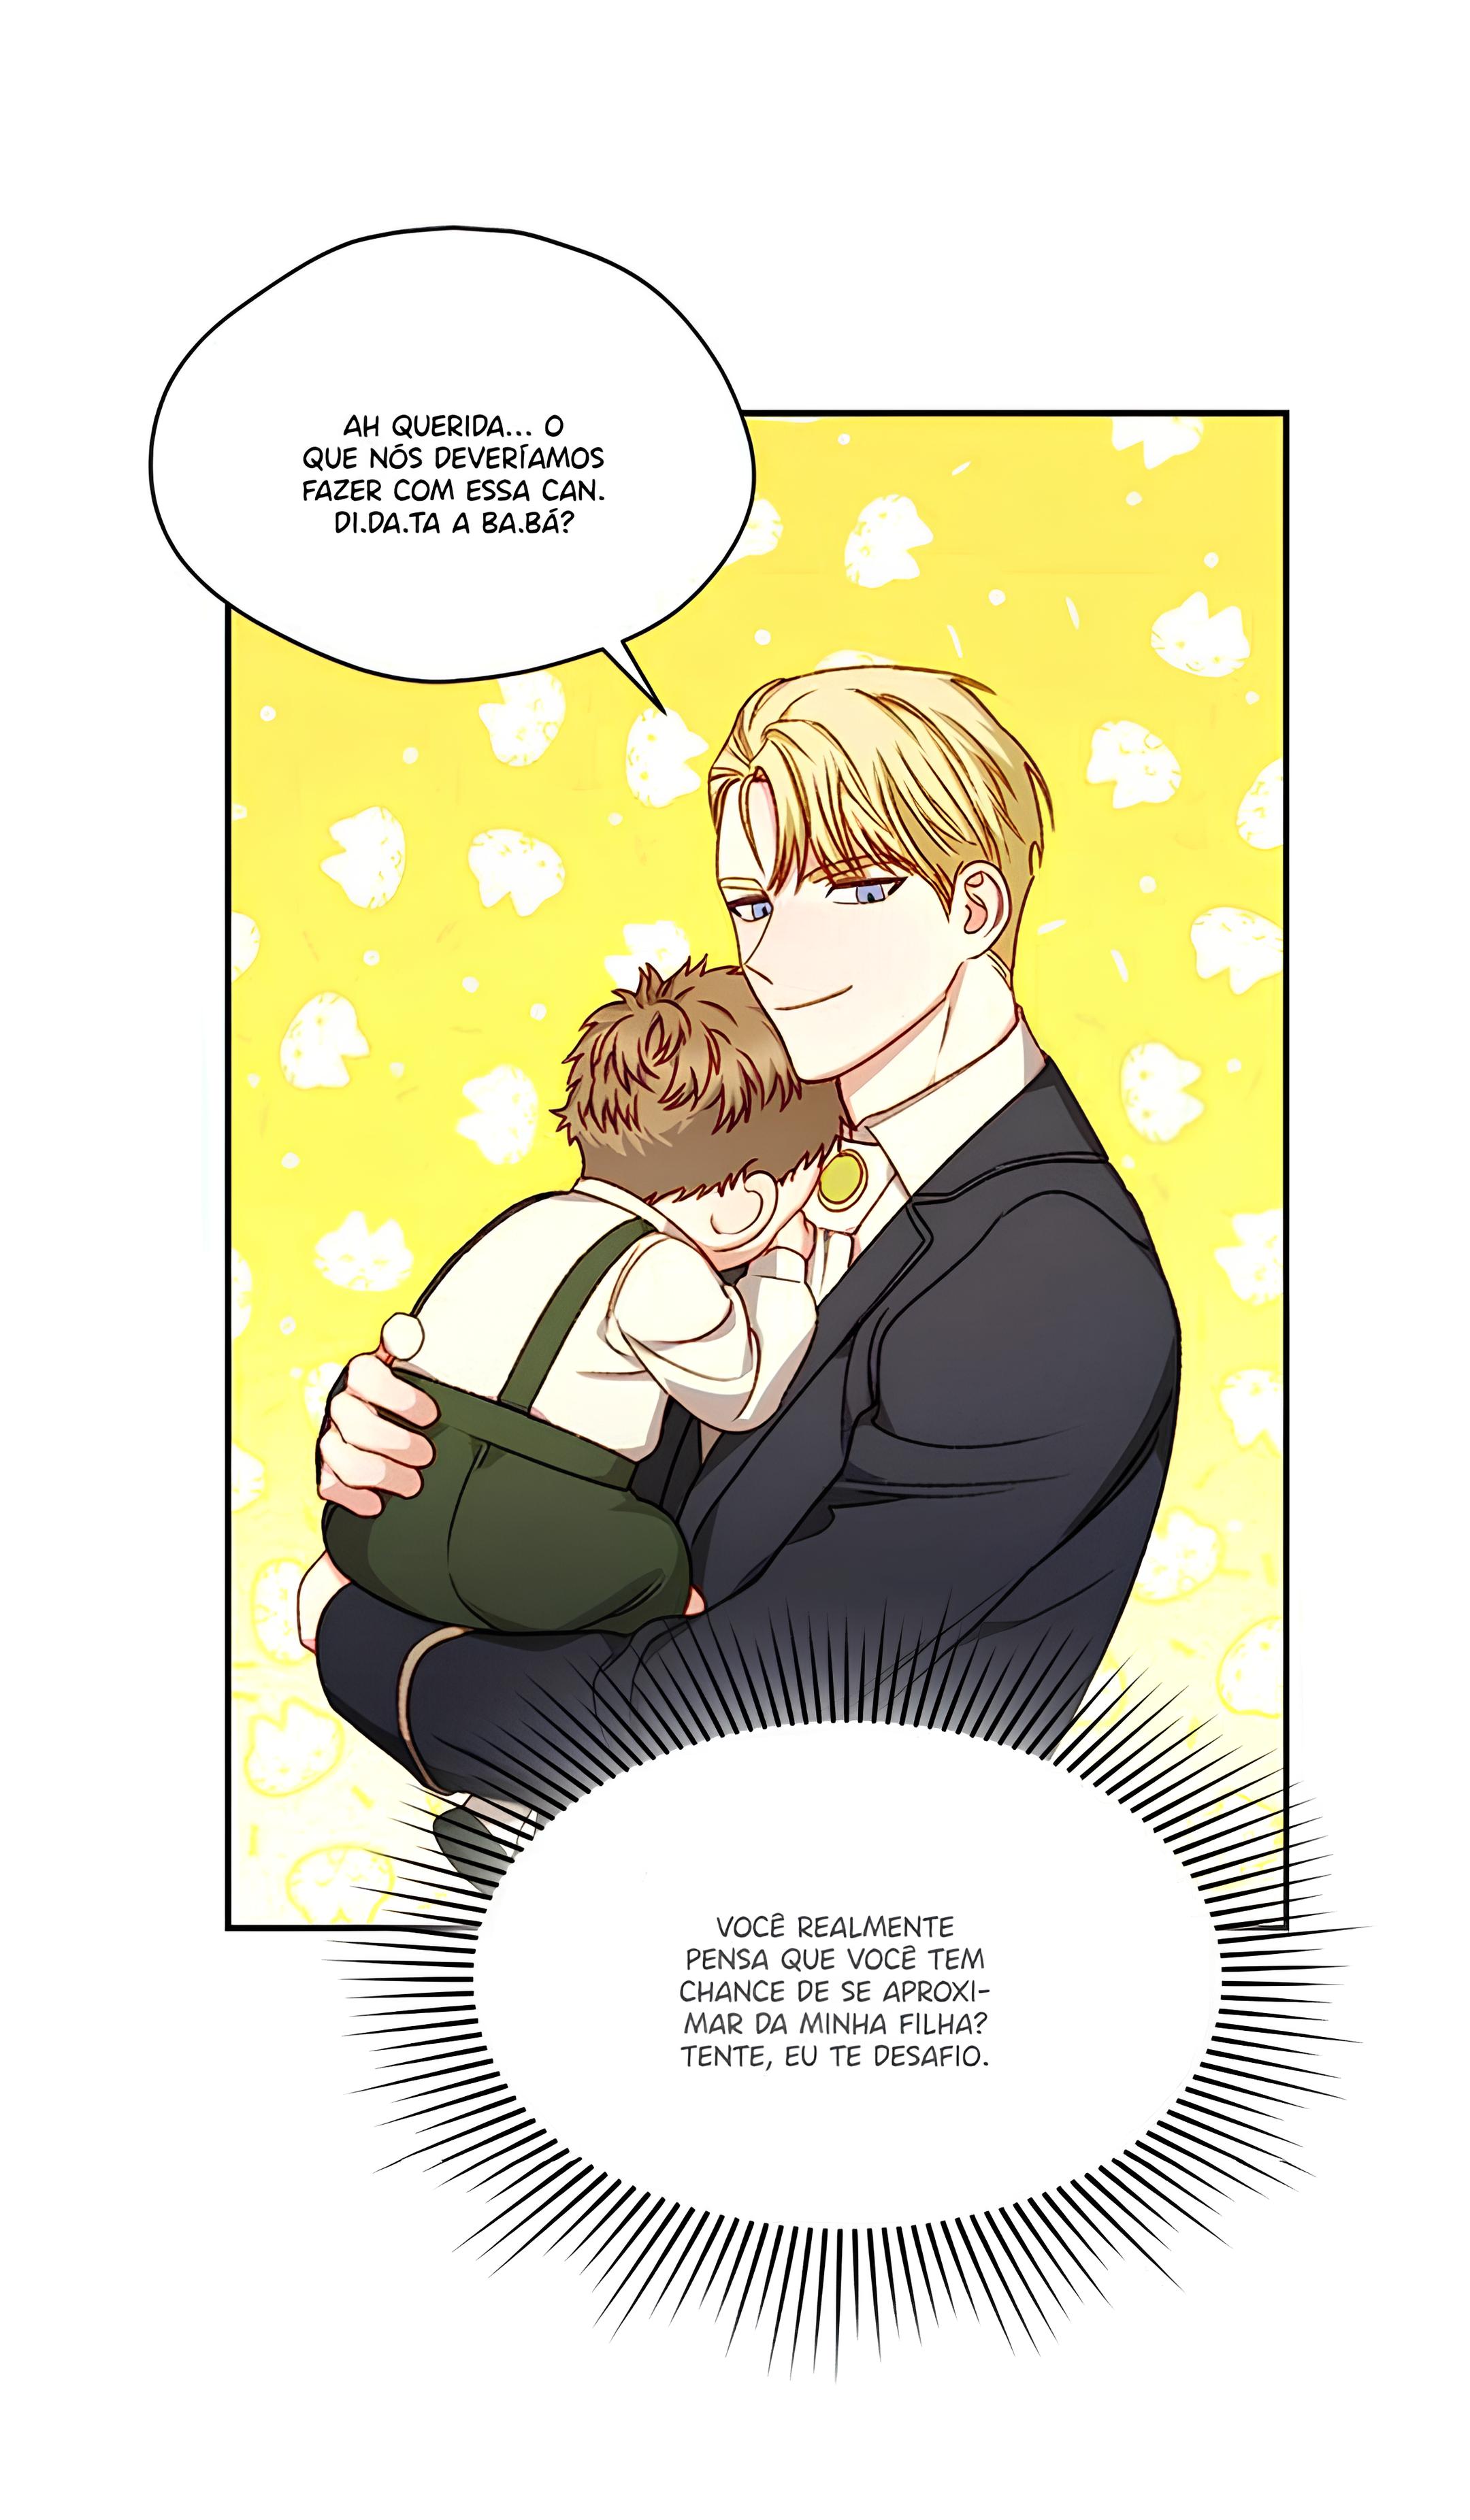 AH QUERIDA... O
QUE NÓS DEVERÍAMOS
FAZER COM ESSA CAN.
DI.DA.TA A BA.BÁ?
VOCÊ REALMENTE
PENSA QUE VOCÊ TEM
CHANCE DE SE APROXI-
MAR DA MINHA FILHA?
TENTE, EU TE DESAFIO.